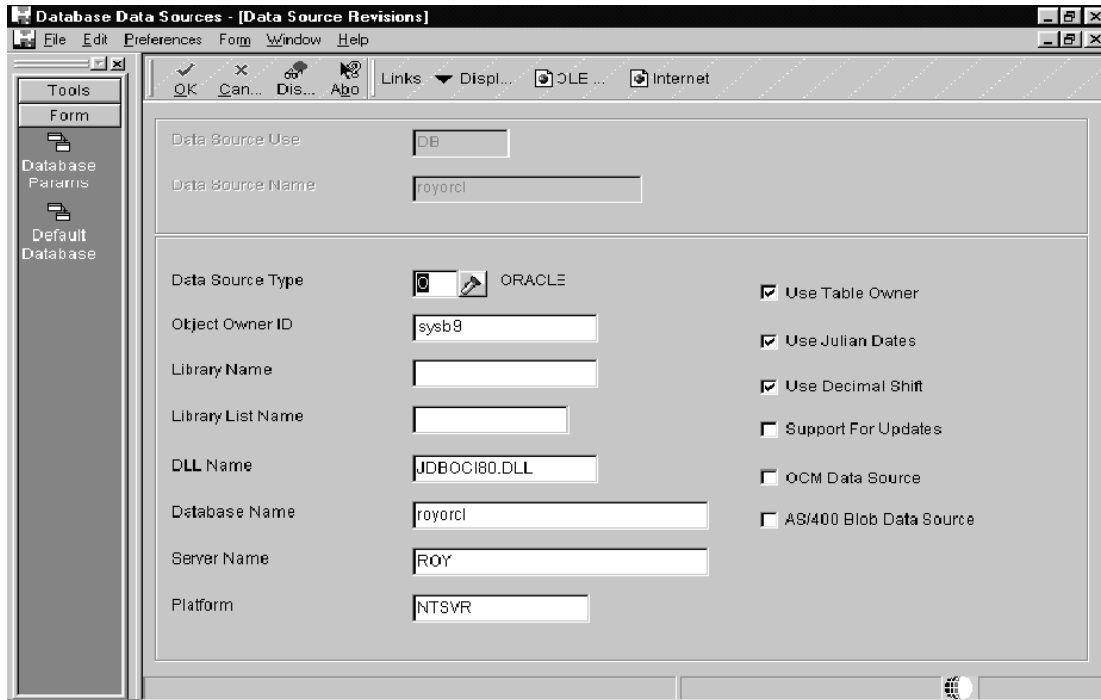 Database Data Sources - [Data Source Revisions]
File Edit Preferences Form Window Help
Tools
Form
Database
Params
Default
Database
OK Can... Dis... Abo Links Displ... OLE ... Internet
Data Source Use DB
Data Source Name royorcl
Data Source Type O ORACLE
Object Owner ID sysb9
Library Name
Library List Name
DLL Name JDBOCI80.DLL
Database Name royorcl
Server Name ROY
Platform NTSVR
Use Table Owner
Use Julian Dates
Use Decimal Shift
Support For Updates
OCM Data Source
AS/400 Blob Data Source